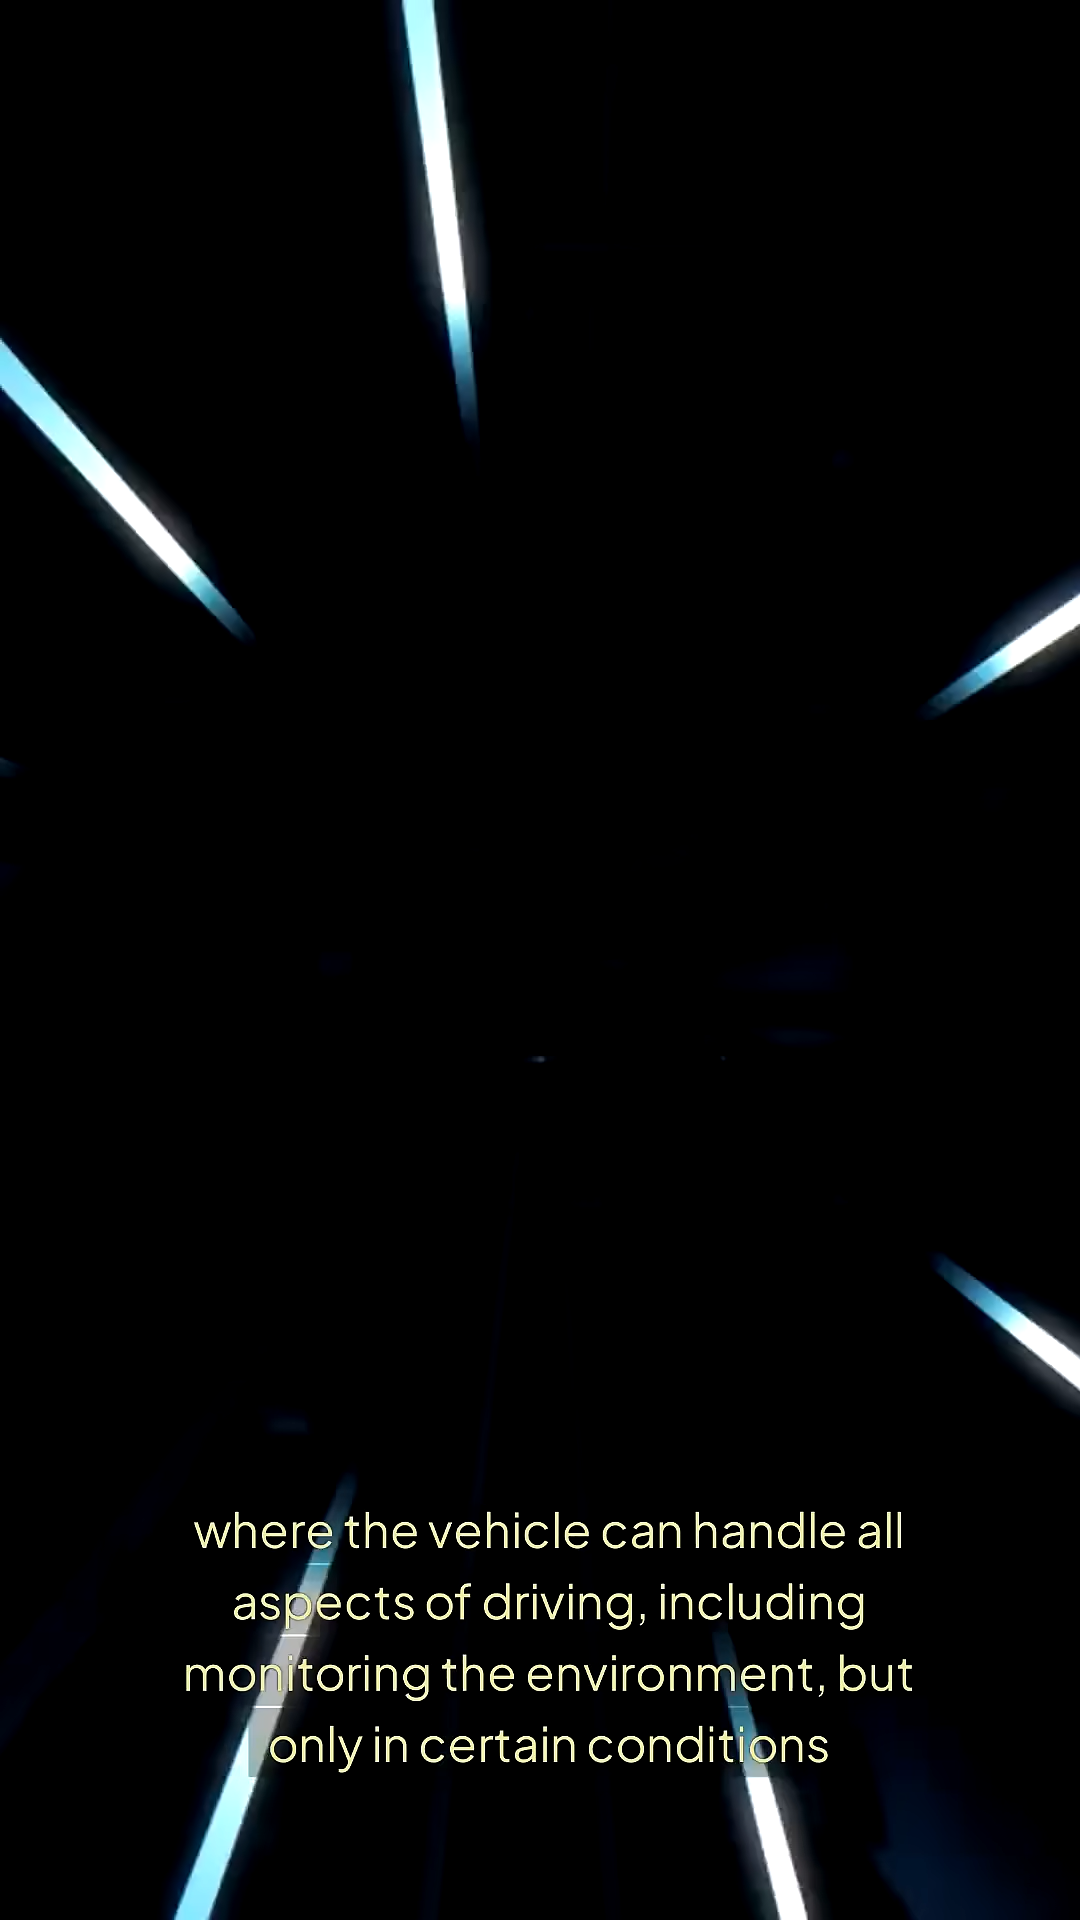 where the vehicle can handle all
aspects of driving, including
monitoring the environment, but
only in certain conditions